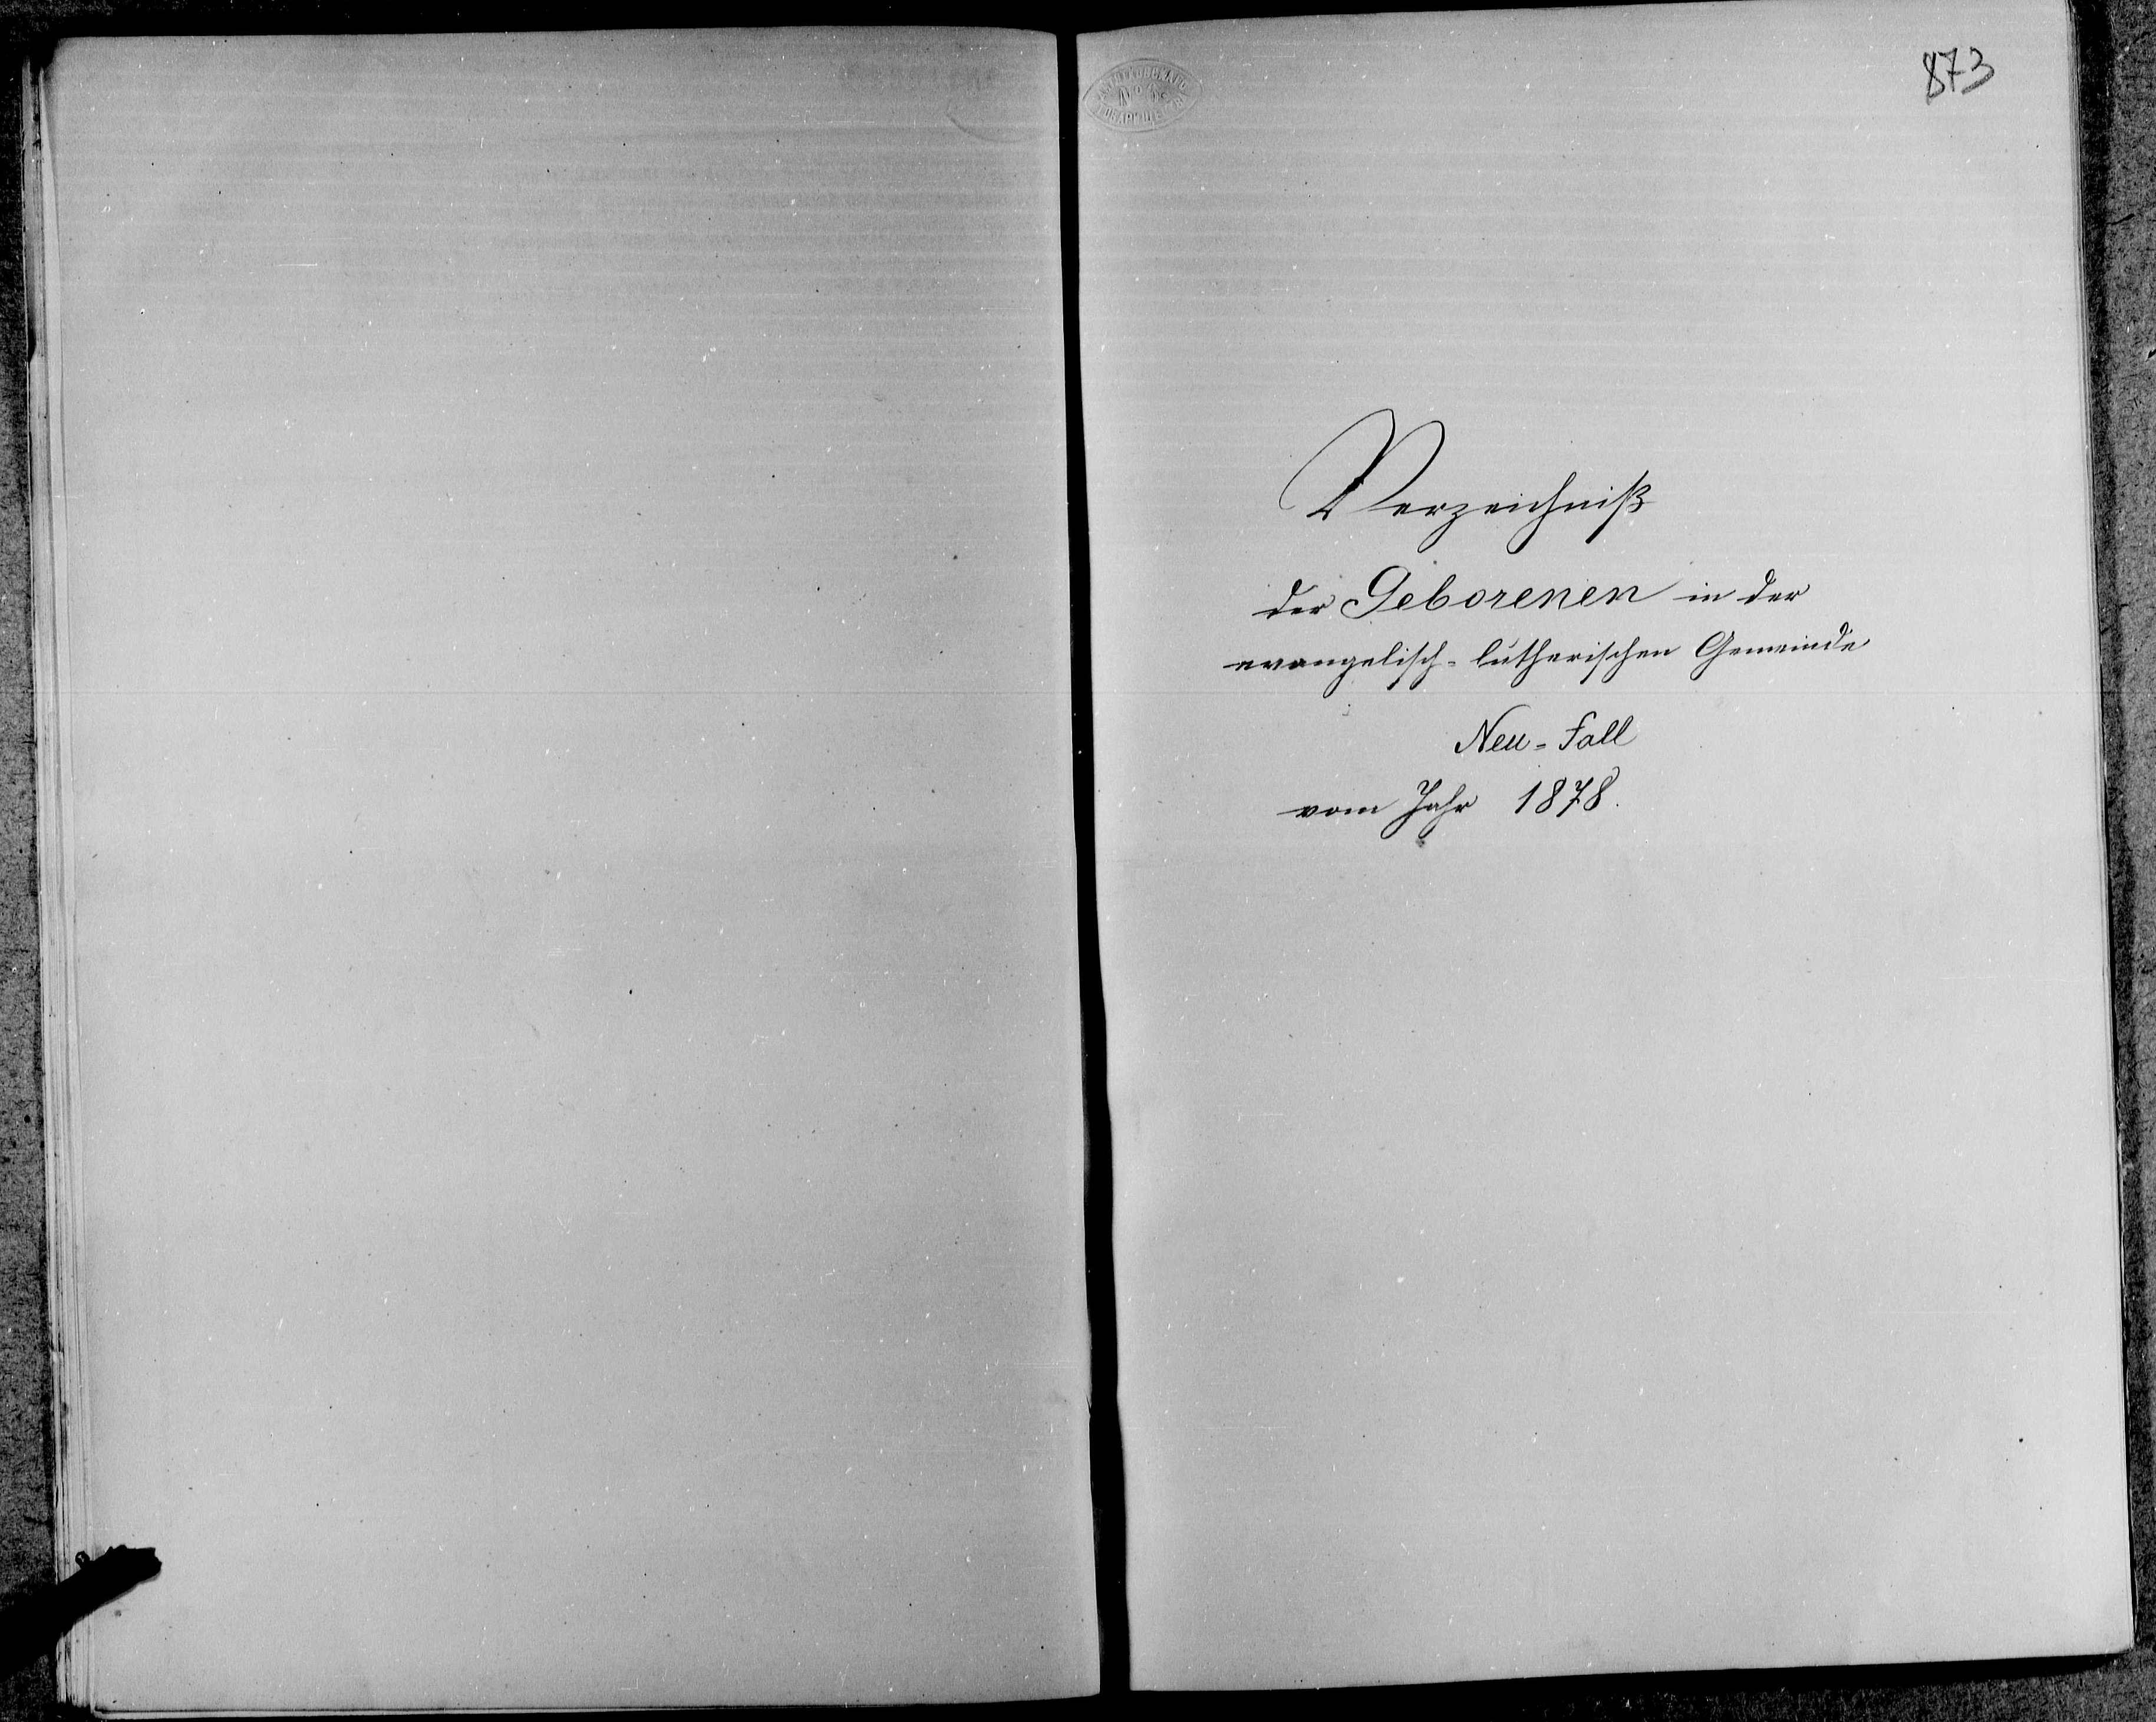 873
Verzeichniß
der Geborenen in der
evangelisch-lutherischen Gemeinde
Neu-Fall
vom Jahr 1878.